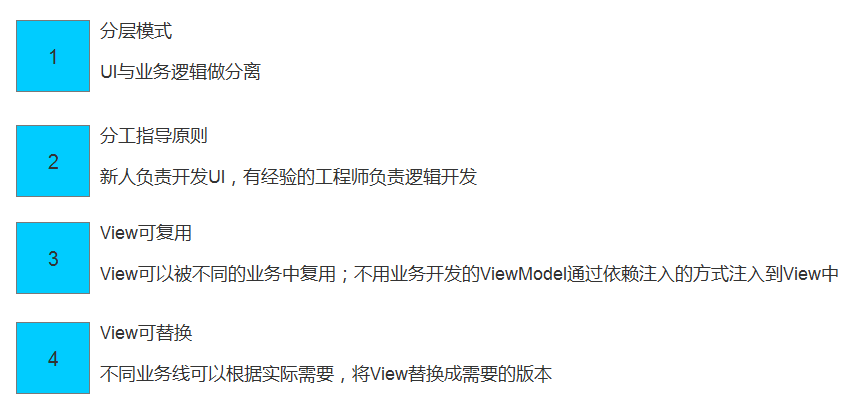 1
分层模式
UI与业务逻辑做分离
2
分工指导原则
新人负责开发UI，有经验的工程师负责逻辑开发
3
View可复用
View可以被不同的业务中复用；不用业务开发的ViewModel通过依赖注入的方式注入到View中
4
View可替换
不同业务线可以根据实际需要，将View替换成需要的版本